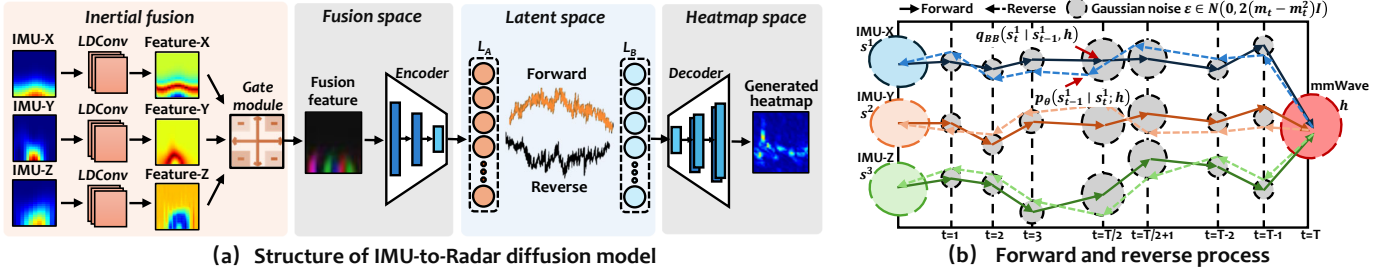 Inertial fusion
Fusion space
Latent space
Heatmap space
IMU-X
LDConv
Feature-X
IMU-Y
LDConv
Feature-Y
IMU-Z
LDConv
Feature-Z
Gate
module
Fusion
feature
Encoder
L_A
Forward
Reverse
L_B
Decoder
Generated
heatmap
(a) Structure of IMU-to-Radar diffusion model
Forward
Reverse
Gaussian noise ε ∈ N(0, 2(m_t − m_t^2)I)
IMU-X
s^1
q_{BB}(s_t^1 | s_{t-1}^1, h)
p_θ(s_{t-1}^1 | s_t^1, h)
IMU-Y
s^2
IMU-Z
s^3
mmWave
h
t=1
t=2
t=3
t=T/2
t=T/2+1
t=T-2
t=T-1
t=T
(b) Forward and reverse process